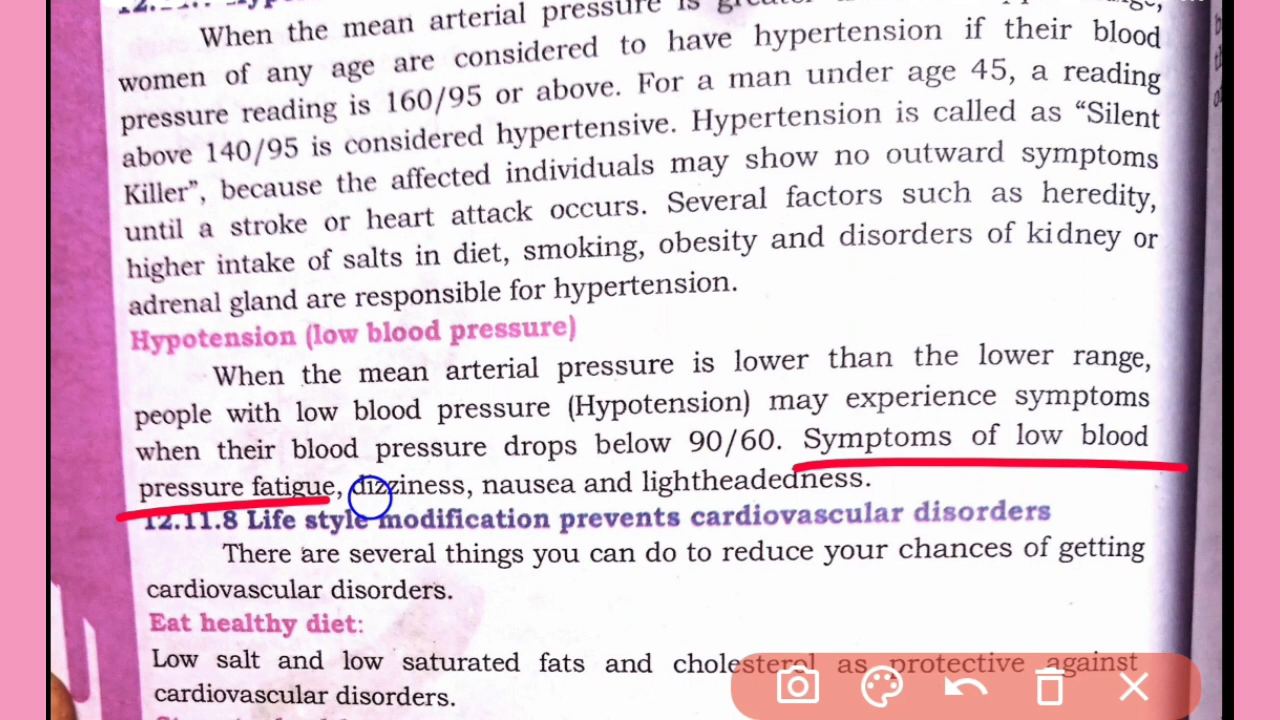 When the mean arterial pressure is
women of any age are considered to have hypertension if their blood
pressure reading is 160/95 or above. For a man under age 45, a reading
above 140/95 is considered hypertensive. Hypertension is called as “Silent
Killer”, because the affected individuals may show no outward symptoms
until a stroke or heart attack occurs. Several factors such as heredity,
higher intake of salts in diet, smoking, obesity and disorders of kidney or
adrenal gland are responsible for hypertension.
Hypotension (low blood pressure)
When the mean arterial pressure is lower than the lower range,
people with low blood pressure (Hypotension) may experience symptoms
when their blood pressure drops below 90/60. Symptoms of low blood
pressure fatigue, dizziness, nausea and lightheadedness.
12.11.8 Life style modification prevents cardiovascular disorders
There are several things you can do to reduce your chances of getting
cardiovascular disorders.
Eat healthy diet:
Low salt and low saturated fats and cholesterol as protective against
cardiovascular disorders.